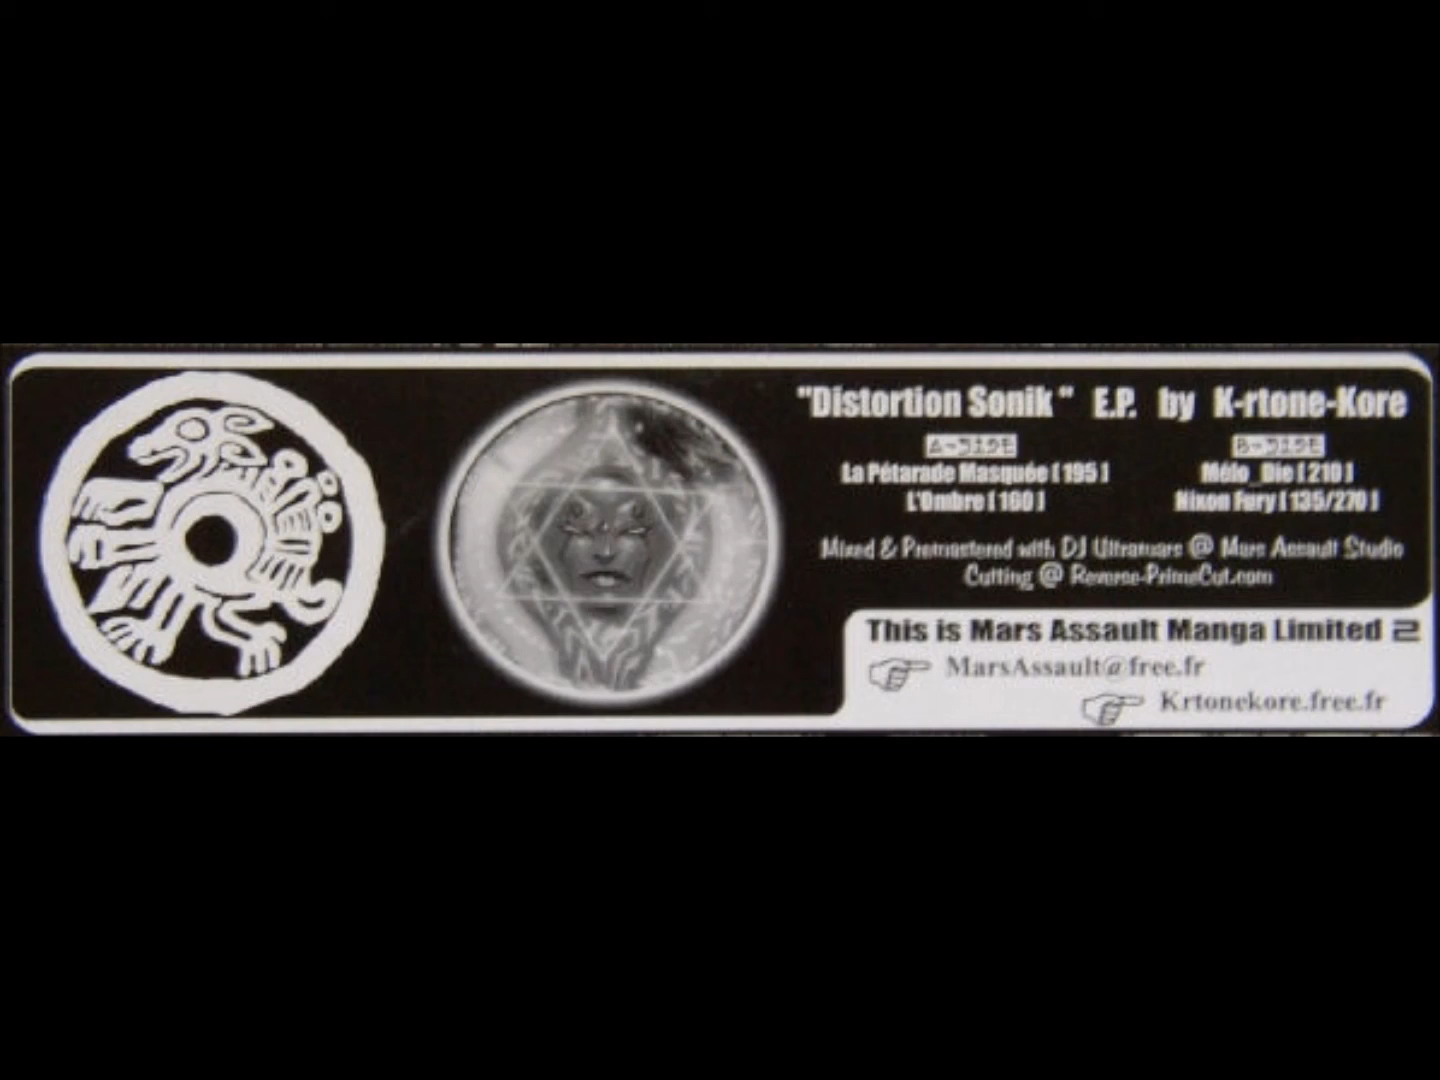 "Distortion Sonik" E.P. by K-rtone-Kore
A-SIDE
La Pétarade Masquée [195]
L'Ombre [160]
B-SIDE
Mélo_Die [210]
Nixon Fury [135/270]
Mixed & Premastered with DJ Ultramars @ Mars Assault Studio
Cutting @ Reverse-PrimeCut.com
This is Mars Assault Manga Limited 2
MarsAssault@free.fr
Krtonekore.free.fr